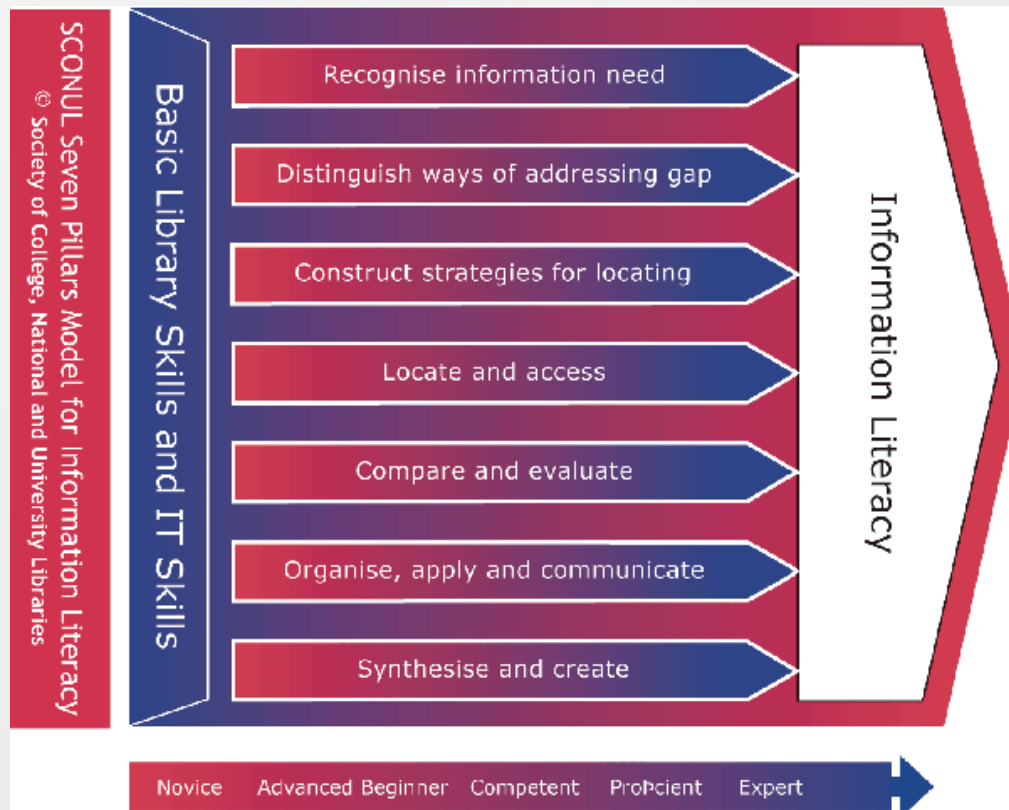 SCONUL Seven Pillars Model for Information Literacy
© Society of College, National and University Libraries
Basic Library Skills and IT Skills
Recognise information need
Distinguish ways of addressing gap
Construct strategies for locating
Locate and access
Compare and evaluate
Organise, apply and communicate
Synthesise and create
Information Literacy
Novice Advanced Beginner Competent ProÞcient Expert